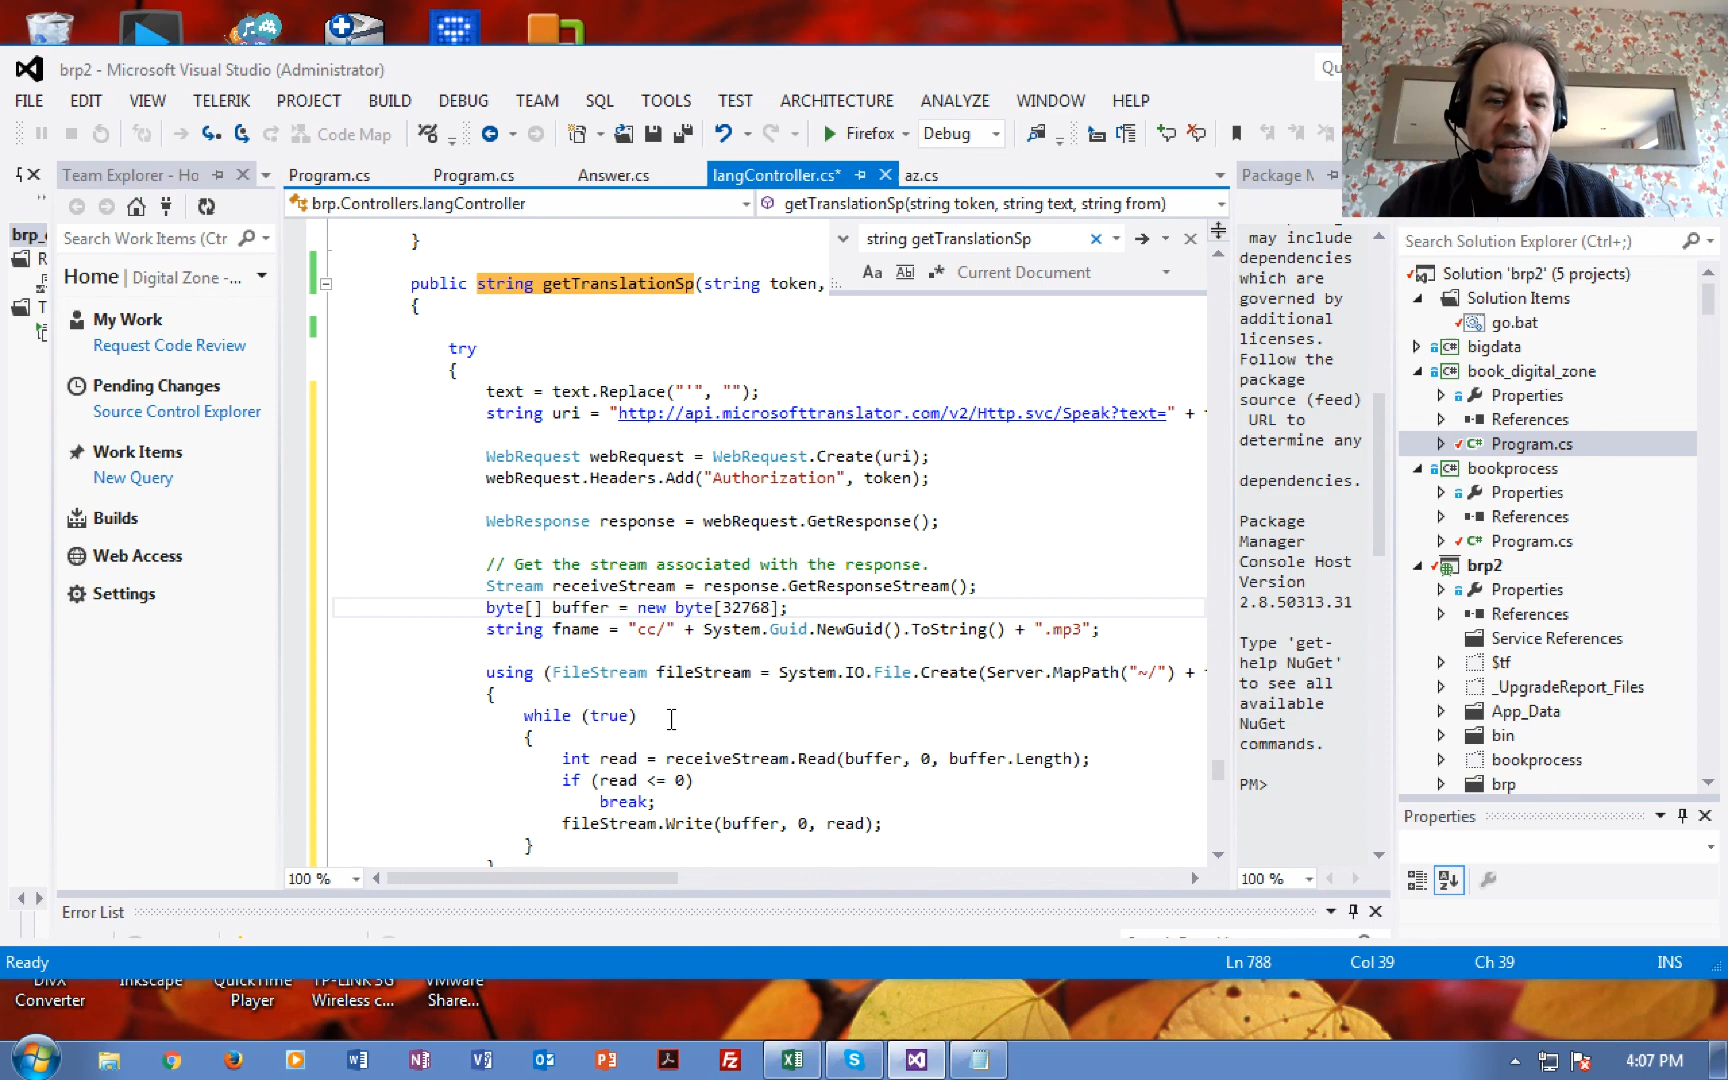 brp2 - Microsoft Visual Studio (Administrator)
Qu
FILE EDIT VIEW TELERIK PROJECT BUILD DEBUG TEAM SQL TOOLS TEST ARCHITECTURE ANALYZE WINDOW HELP
Code Map Firefox Debug
Team Explorer - Ho
Program.cs Program.cs Answer.cs langController.cs* az.cs
Package M
brp.Controllers.langController
getTranslationSp(string token, string text, string from)
brp_
R
T
Search Work Items (Ctr
Home | Digital Zone -...
My Work
Request Code Review
Pending Changes
Source Control Explorer
Work Items
New Query
Builds
Web Access
Settings
string getTranslationSp
Aa Ab Current Document
}
public string getTranslationSp(string token,
{
try
{
text = text.Replace("'", "");
string uri = "http://api.microsofttranslator.com/v2/Http.svc/Speak?text=" +
WebRequest webRequest = WebRequest.Create(uri);
webRequest.Headers.Add("Authorization", token);
WebResponse response = webRequest.GetResponse();
// Get the stream associated with the response.
Stream receiveStream = response.GetResponseStream();
byte[] buffer = new byte[32768];
string fname = "cc/" + System.Guid.NewGuid().ToString() + ".mp3";
using (FileStream fileStream = System.IO.File.Create(Server.MapPath("~/") +
{
while (true)
{
int read = receiveStream.Read(buffer, 0, buffer.Length);
if (read <= 0)
break;
fileStream.Write(buffer, 0, read);
}
}
100 %
may include
dependencies
which are
governed by
additional
licenses.
Follow the
package
source (feed)
URL to
determine any
dependencies.
Package
Manager
Console Host
Version
2.8.50313.31
Type 'get-
help NuGet'
to see all
available
NuGet
commands.
PM>
100 %
Search Solution Explorer (Ctrl+;)
Solution 'brp2' (5 projects)
Solution Items
go.bat
bigdata
book_digital_zone
Properties
References
Program.cs
bookprocess
Properties
References
Program.cs
brp2
Properties
References
Service References
$tf
_UpgradeReport_Files
App_Data
bin
bookprocess
brp
Properties
Error List
Ready
Ln 788 Col 39 Ch 39 INS
DivX
Converter
Inkscape
QuickTime
Player
TP-LINK 3G
Wireless c...
VMware
Share...
4:07 PM